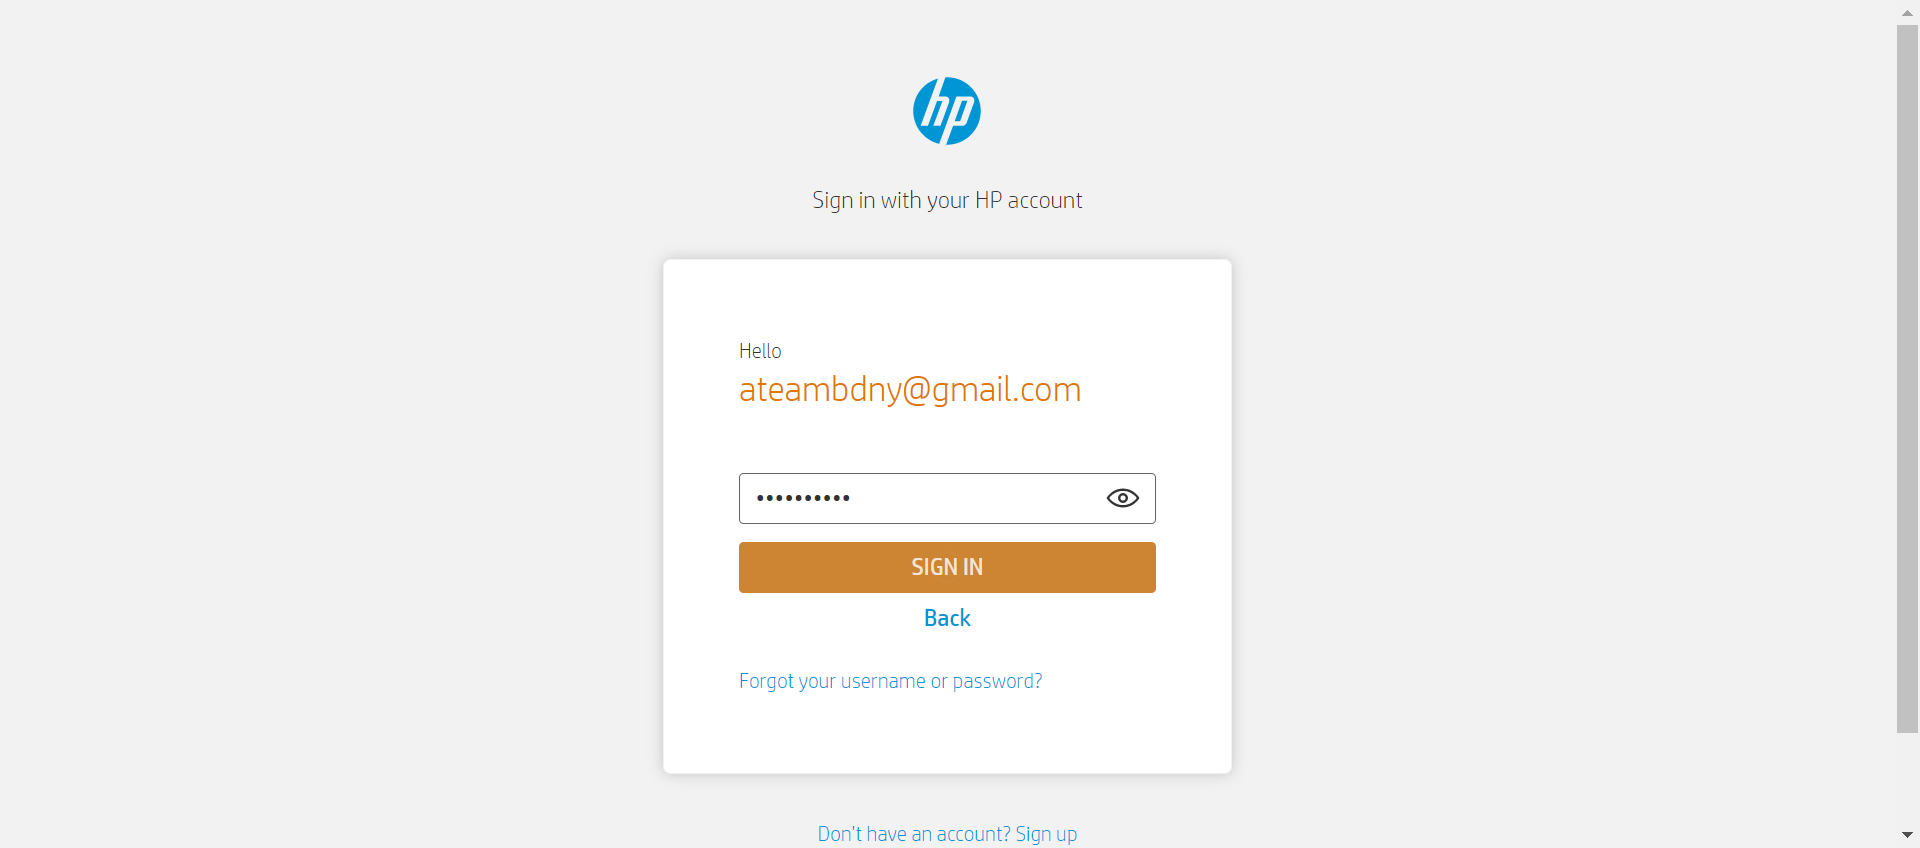 hp
Sign in with your HP account
Hello
ateambdny@gmail.com
••••••••••
SIGN IN
Back
Forgot your username or password?
Don't have an account? Sign up